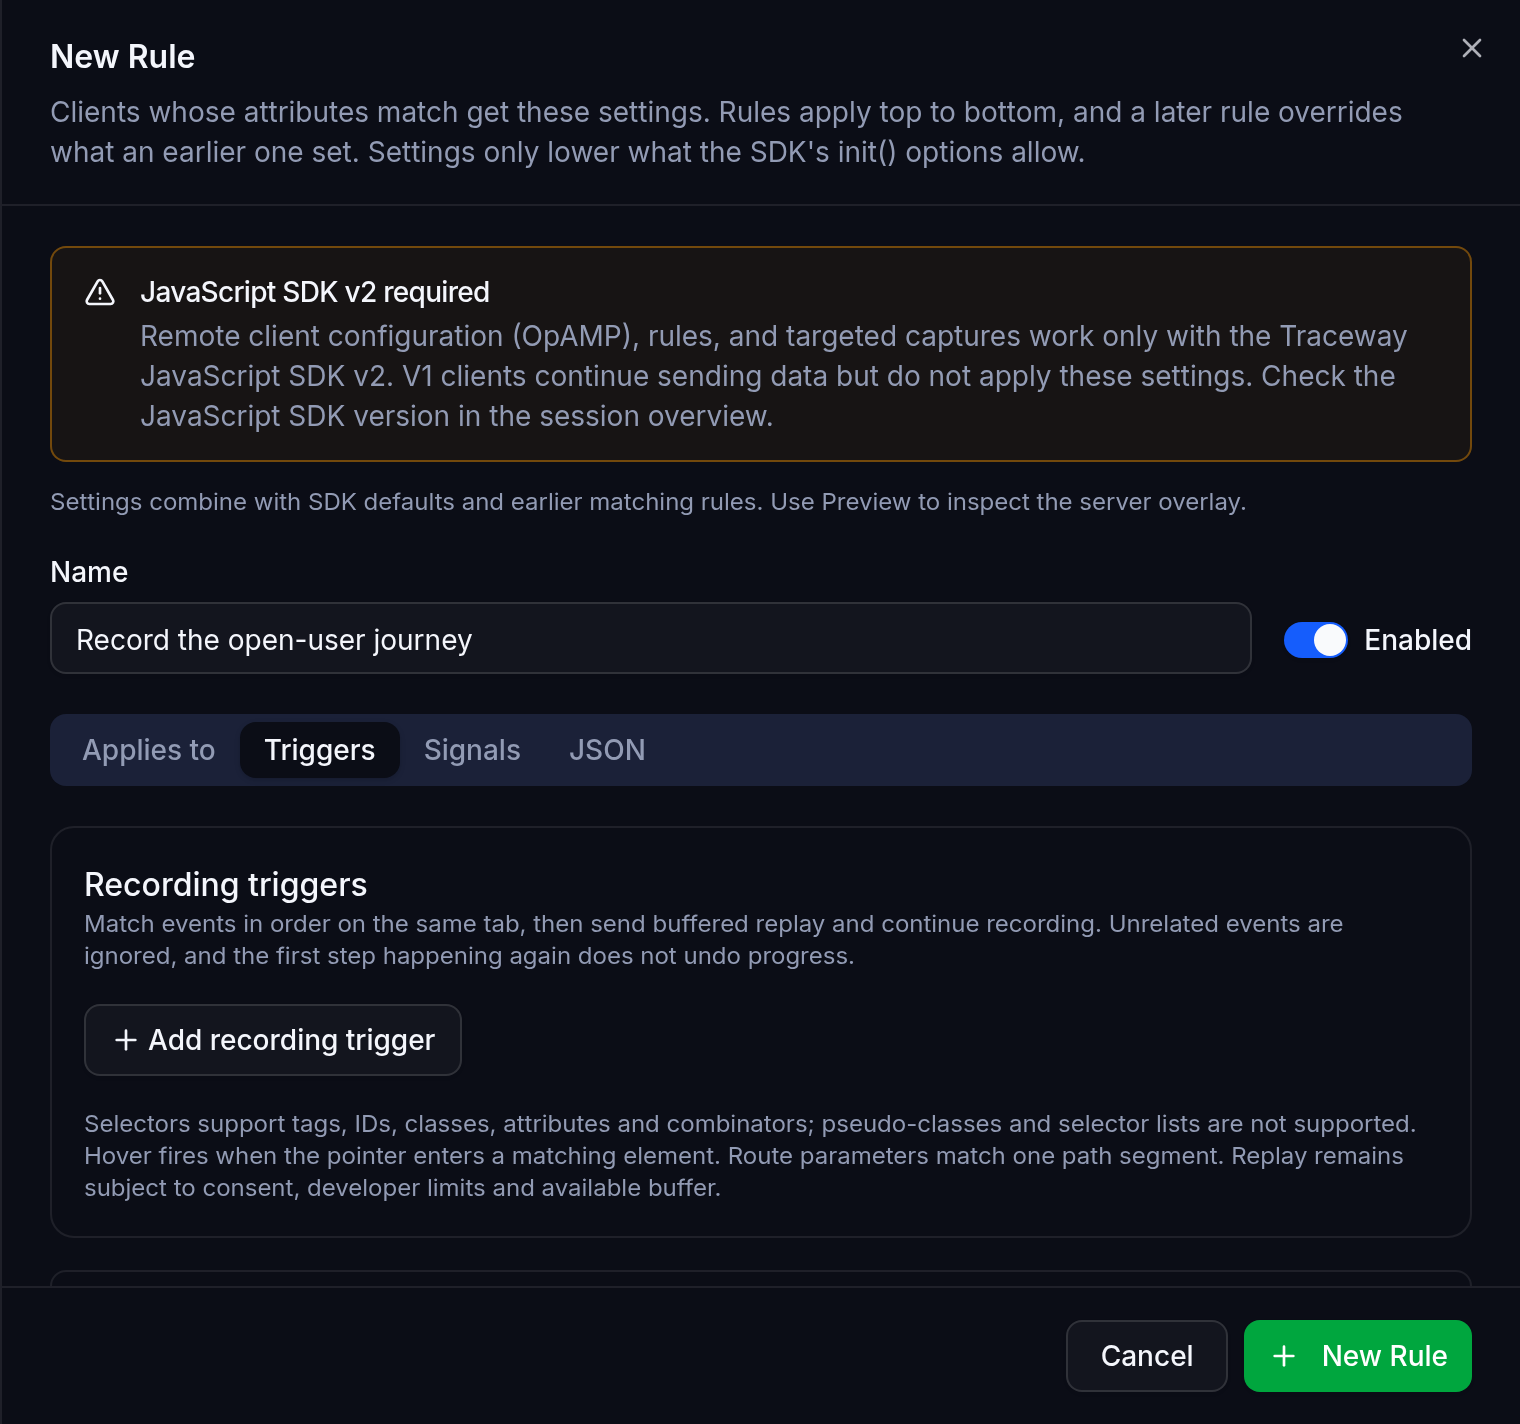 New Rule
Clients whose attributes match get these settings. Rules apply top to bottom, and a later rule overrides
what an earlier one set. Settings only lower what the SDK's init() options allow.
JavaScript SDK v2 required
Remote client configuration (OpAMP), rules, and targeted captures work only with the Traceway
JavaScript SDK v2. V1 clients continue sending data but do not apply these settings. Check the
JavaScript SDK version in the session overview.
Settings combine with SDK defaults and earlier matching rules. Use Preview to inspect the server overlay.
Name
Record the open-user journey
Enabled
Applies to
Triggers
Signals
JSON
Recording triggers
Match events in order on the same tab, then send buffered replay and continue recording. Unrelated events are
ignored, and the first step happening again does not undo progress.
Add recording trigger
Selectors support tags, IDs, classes, attributes and combinators; pseudo-classes and selector lists are not supported.
Hover fires when the pointer enters a matching element. Route parameters match one path segment. Replay remains
subject to consent, developer limits and available buffer.
Cancel
New Rule